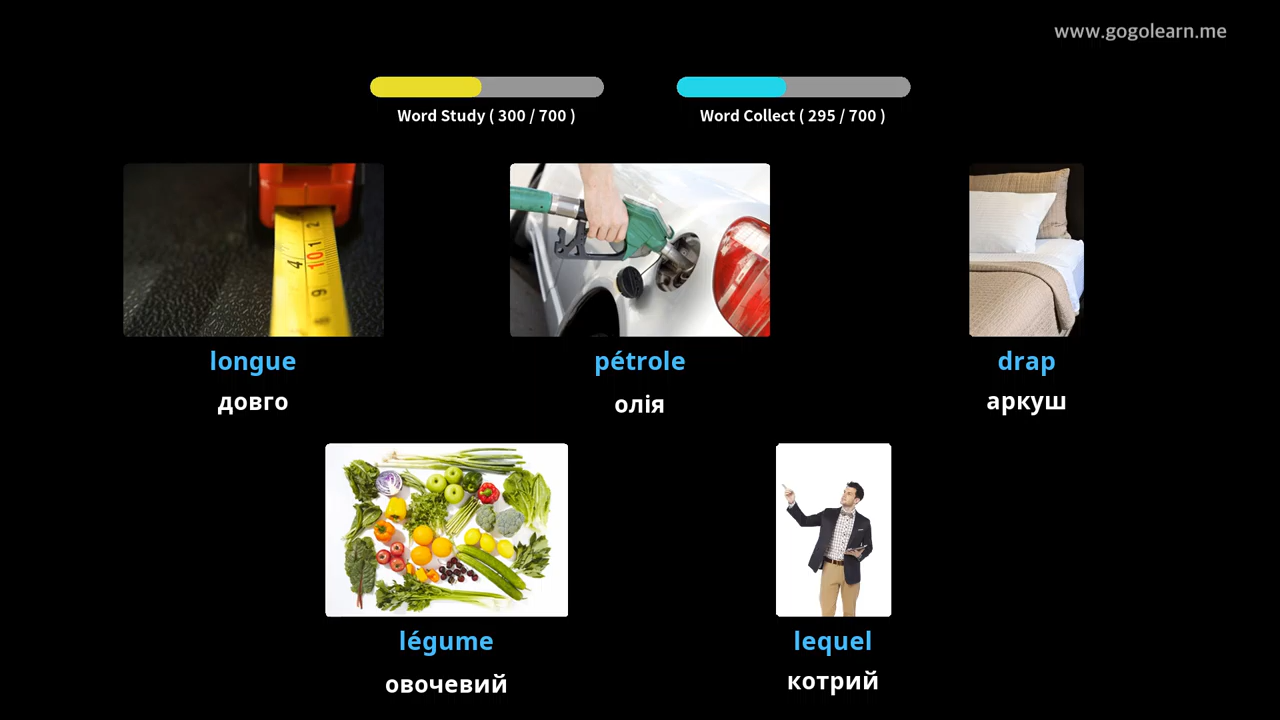 www.gogolearn.me
Word Study ( 300 / 700 )
Word Collect ( 295 / 700 )
longue
pétrole
drap
довго
олія
аркуш
légume
lequel
овочевий
котрий